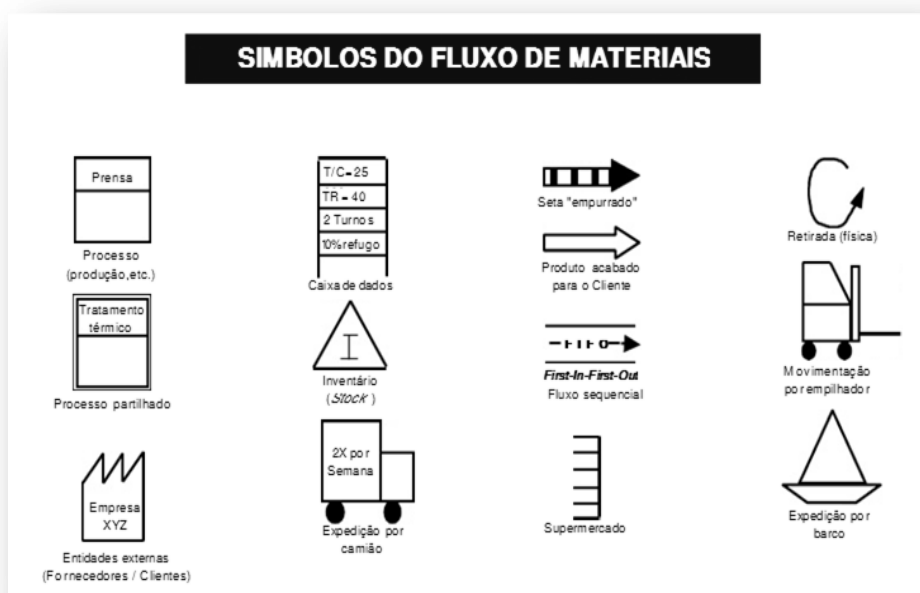 SIMBOLOS DO FLUXO DE MATERIAIS
Prensa
Processo
(produção,etc.)
Tratamento
térmico
Processo partilhado
Empresa
XYZ
Entidades externas
(Fornecedores / Clientes)
T/C=25
TR = 40
2 Turnos
10%refugo
Caixa de dados
I
Inventário
(Stock )
2X por
Semana
Expedição por
camião
Seta "empurrado"
Produto acabado
para o Cliente
FIFO
First-In-First-Out
Fluxo sequencial
Supermercado
Retirada (física)
Movimentação
por empilhador
Expedição por
barco